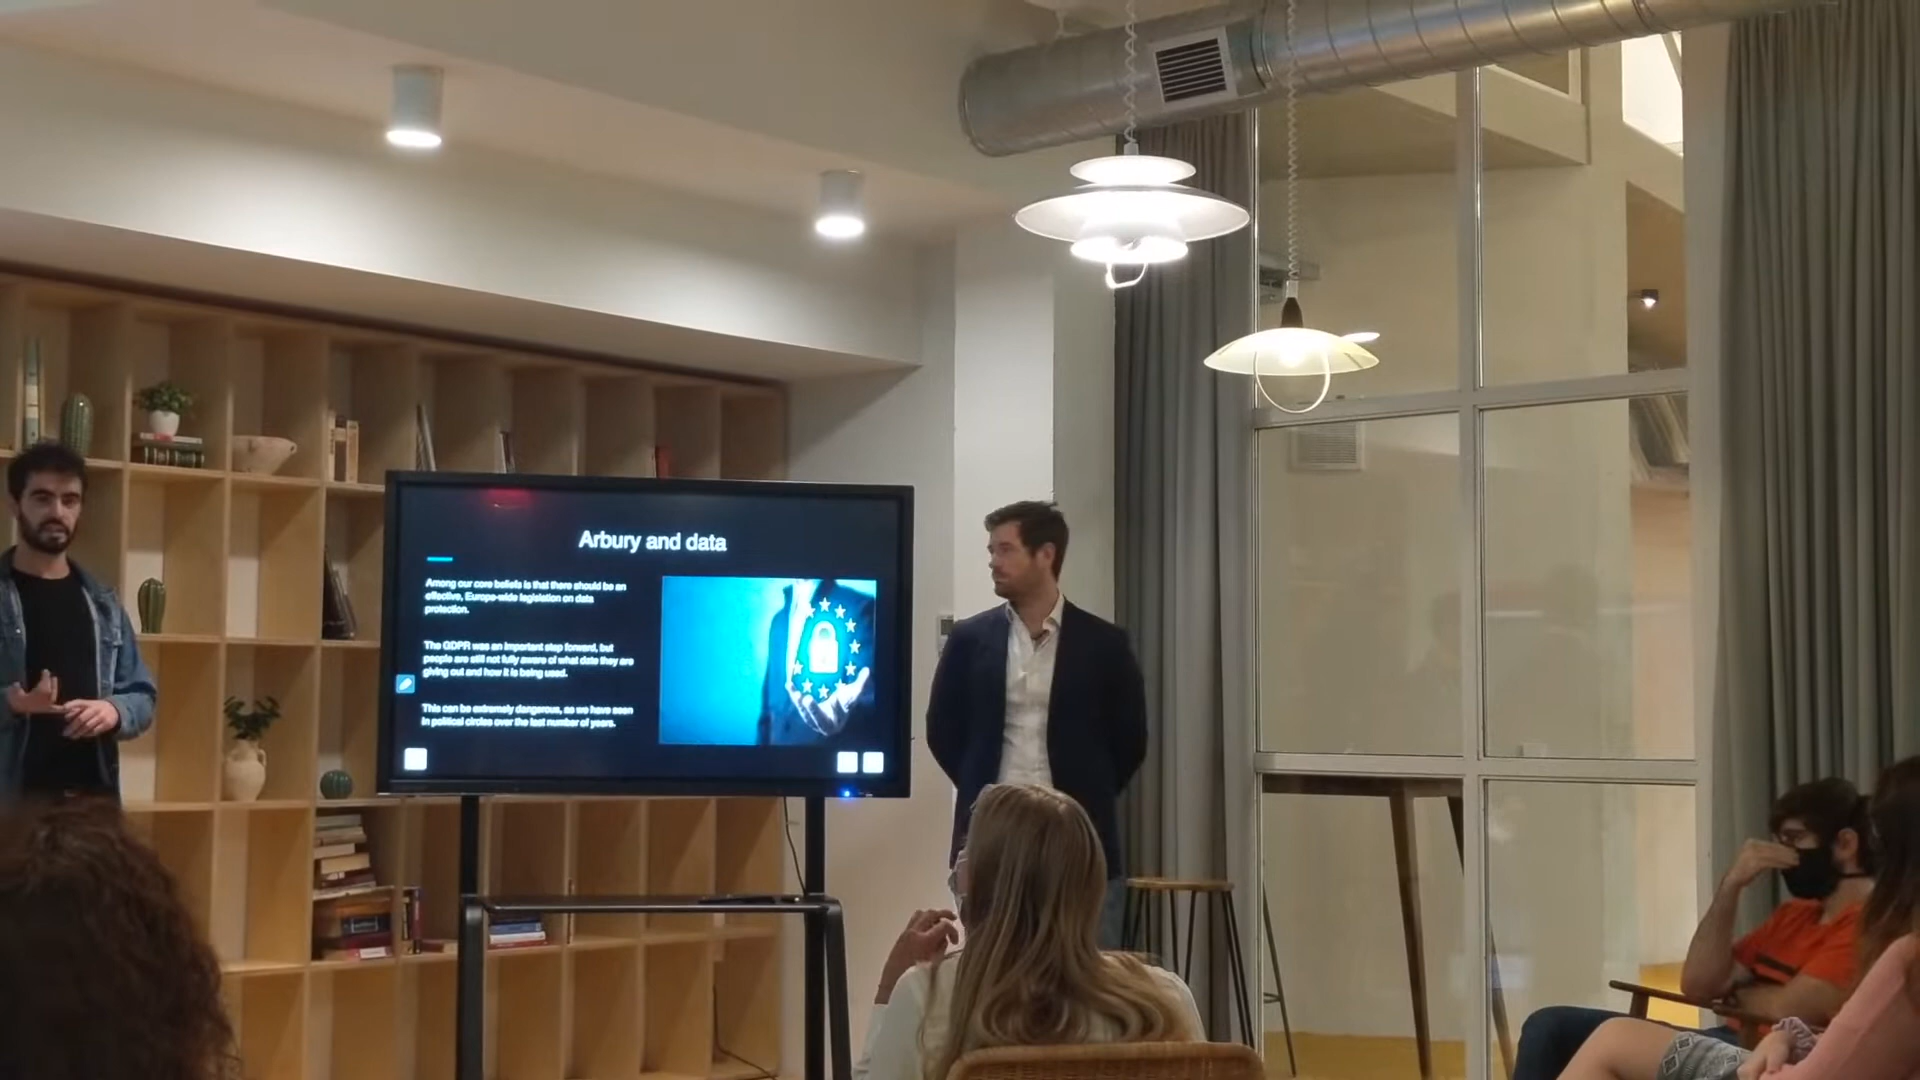 Arbury and data
Among our core beliefs is that there should be an
effective, Europe-wide legislation on data
protection.
The GDPR was an important step forward, but
people are still not fully aware of what data they are
giving out and how it is being used.
This can be extremely dangerous, as we have seen
in political circles over the last number of years.